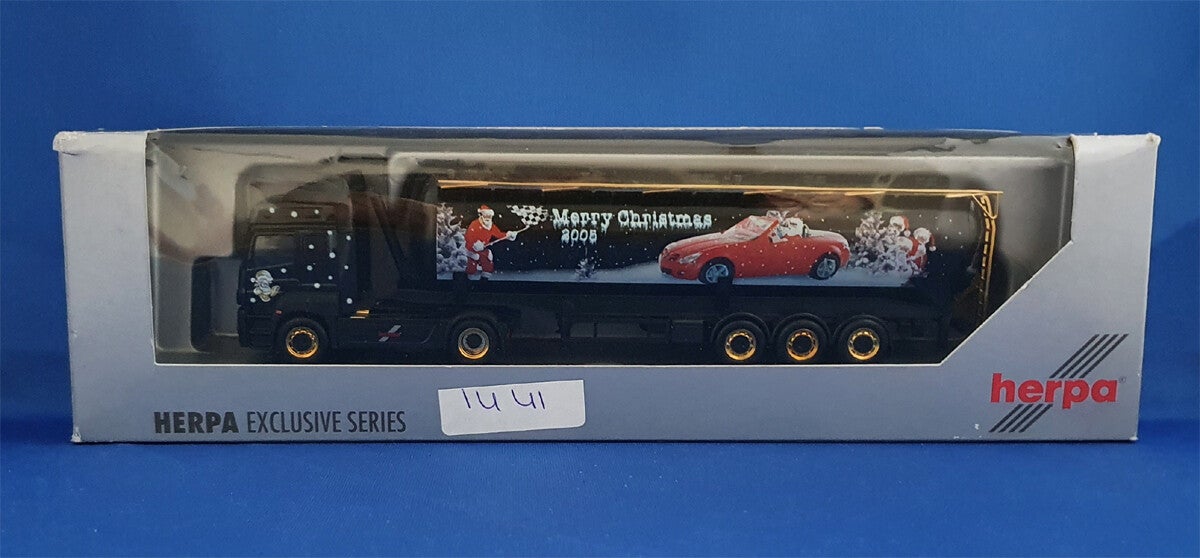 Merry Christmas
2005
HERPA EXCLUSIVE SERIES
1441
herpa®